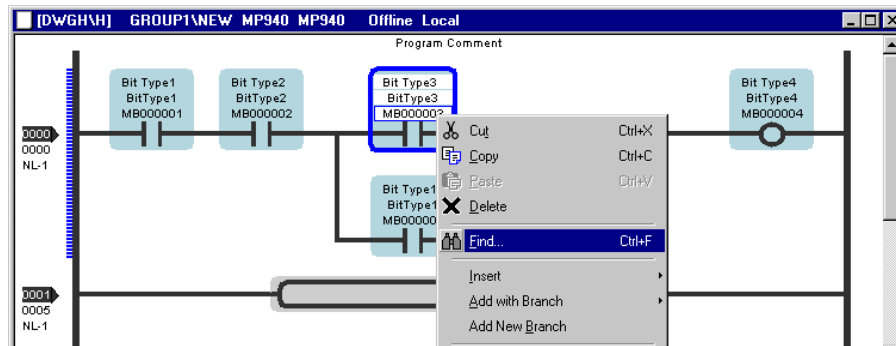 [DWGH\H] GROUP1\NEW MP940 MP940 Offline Local
Program Comment
Bit Type1
BitType1
MB000001
Bit Type2
BitType2
MB000002
Bit Type3
BitType3
MB000003
Bit Type4
BitType4
MB000004
0000
0000
NL-1
Bit Type1
BitType1
MB00000
Cut Ctrl+X
Copy Ctrl+C
Paste Ctrl+V
Delete
Find... Ctrl+F
Insert
Add with Branch
Add New Branch
0001
0005
NL-1